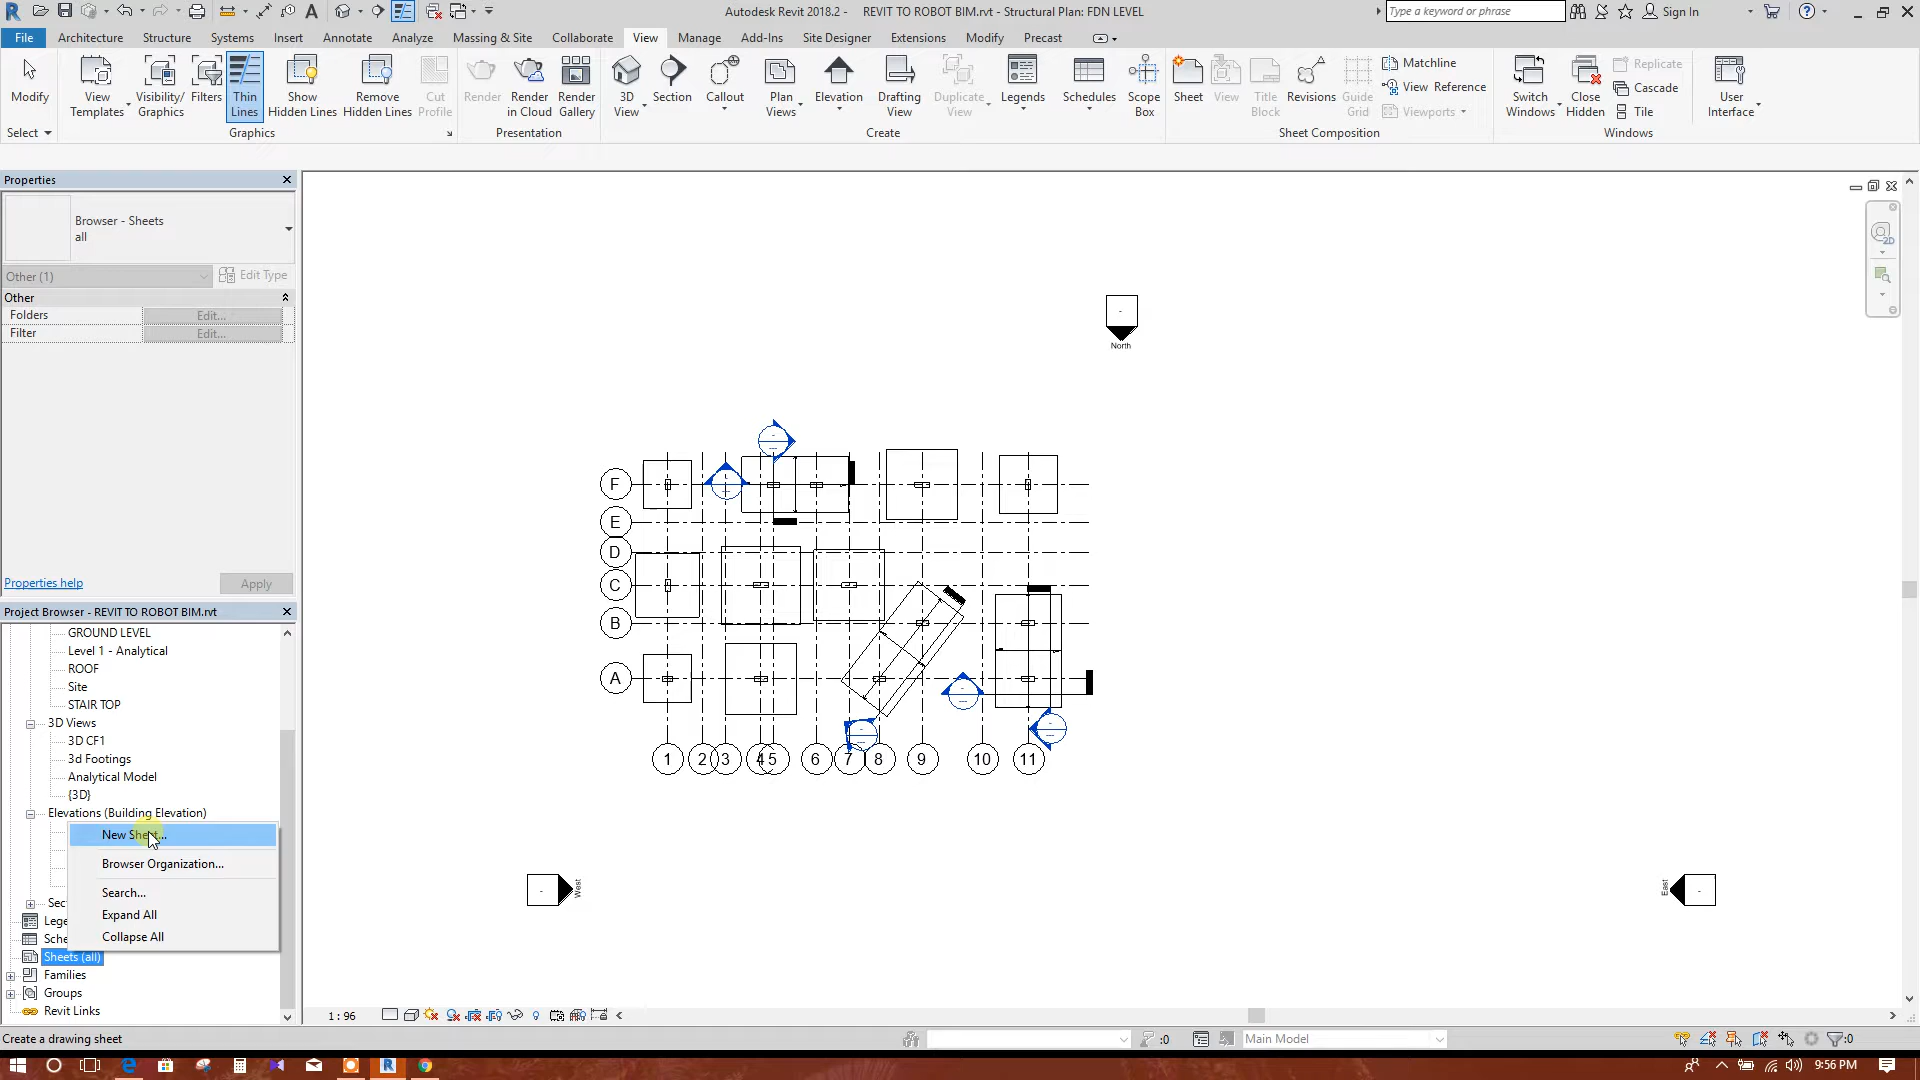 Autodesk Revit 2018.2 - REVIT TO ROBOT BIM.rvt - Structural Plan: FDN LEVEL
Type a keyword or phrase
Sign In
File Architecture Structure Systems Insert Annotate Analyze Massing & Site Collaborate View Manage Add-Ins Site Designer Extensions Modify Precast
Modify
View Templates
Visibility/ Graphics
Filters
Thin Lines
Show Hidden Lines
Remove Hidden Lines
Cut Profile
Render
Render in Cloud
Render Gallery
3D View
Section
Callout
Plan Views
Elevation
Drafting View
Duplicate View
Legends
Schedules
Scope Box
Sheet
View
Title Block
Revisions
Guide Grid
Matchline
View Reference
Viewports
Switch Windows
Close Hidden
Replicate
Cascade
Tile
User Interface
Select
Graphics
Presentation
Create
Sheet Composition
Windows
Properties
Browser - Sheets
all
Other (1)
Edit Type
Other
Folders Edit...
Filter Edit...
Properties help
Apply
Project Browser - REVIT TO ROBOT BIM.rvt
GROUND LEVEL
Level 1 - Analytical
ROOF
Site
STAIR TOP
3D Views
3D CF1
3d Footings
Analytical Model
{3D}
Elevations (Building Elevation)
New Sheet...
Browser Organization...
Search...
Expand All
Collapse All
Sec
Lege
Sche
Sheets (all)
Families
Groups
Revit Links
2D
North
F
E
D
C
B
A
1 2 3 4 5 6 7 8 9 10 11
West
East
1 : 96
Create a drawing sheet
:0
Main Model
:0
9:56 PM